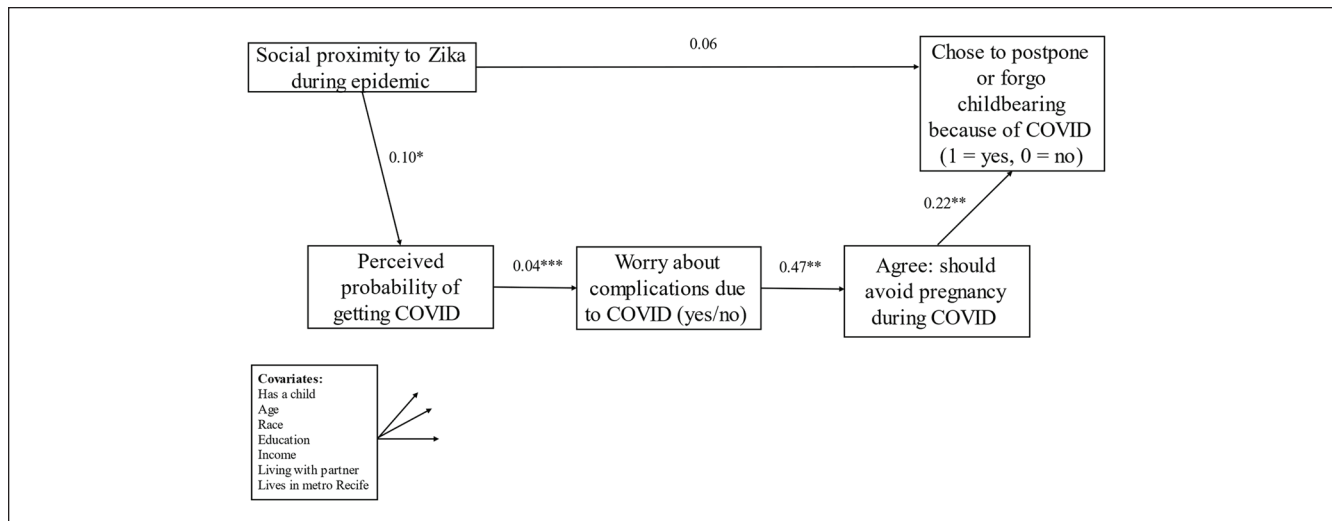 Social proximity to Zika
during epidemic
0.06
Chose to postpone
or forgo
childbearing
because of COVID
(1 = yes, 0 = no)
0.10*
0.22**
Perceived
probability of
getting COVID
0.04***
Worry about
complications due
to COVID (yes/no)
0.47**
Agree: should
avoid pregnancy
during COVID
Covariates:
Has a child
Age
Race
Education
Income
Living with partner
Lives in metro Recife